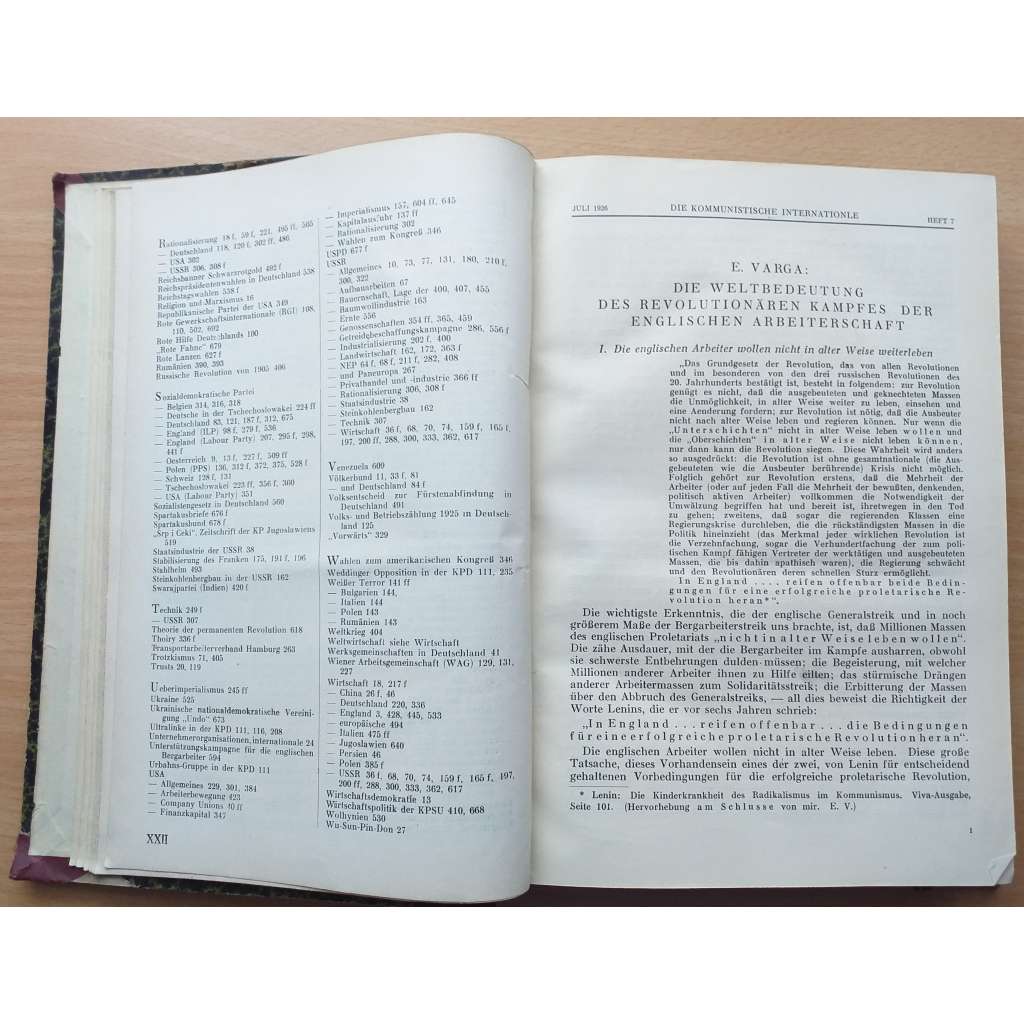 Rationalisierung 18 f, 59 f, 221, 495 ff, 565
— Deutschland 118, 120 f, 302 ff, 486
— USA 302
— USSR 306, 308 f
Reichsbanner Schwarzrotgold 492 f
Reichspräsidentenwahlen in Deutschland 538
Reichstagswahlen 558 f
Religion und Marxismus 16
Republikanische Partei der USA 349
Rote Gewerkschaftsinternationale (RGI) 108,
110, 502, 692
Rote Hilfe Deutschlands 100
„Rote Fahne“ 679
Rote Lanzen 627 f
Rumänien 390, 393
Russische Revolution von 1905 406
Sozialdemokratische Partei
— Belgien 314, 316, 318
— Deutsche in der Tschechoslowakei 224 ff
— Deutschland 83, 121, 187 f, 312, 675
— England (ILP) 98 f, 279 f, 536
— England (Labour Party) 207, 295 f, 298,
441 f
— Oesterreich 9, 13 f, 227 f, 509 ff
— Polen (PPS) 136, 312 f, 372, 375, 528 f
— Schweiz 128 f, 131
— Tschechoslowakei 223 ff, 356 f, 360
— USA (Labour Party) 351
Sozialistengesetz in Deutschland 560
Spartakusbriefe 676 f
Spartakusbund 678 f
„Srp i Ceki“. Zeitschrift der KP Jugoslawiens
519
Staatsindustrie der USSR 38
Stabilisierung des Franken 175, 191 f, 196
Stahlhelm 493
Steinkohlenbergbau in der USSR 162
Swarajpartei (Indien) 420 f
Technik 249 f
— USSR 307
Theorie der permanenten Revolution 618
Thoiry 336 f
Transportarbeiterverband Hamburg 263
Trotzkismus 71, 405
Trusts 20, 119
Ueberimperialismus 245 ff
Ukraine 525
Ukrainische nationaldemokratische Vereini-
gung „Undo“ 673
Ultralinke in der KPD 111, 116, 208
Unternehmerorganisationen, internationale 24
Unterstützungskampagne für die englischen
Bergarbeiter 594
Urbahns-Gruppe in der KPD 111
USA
— Allgemeines 229, 301, 384
— Arbeiterbewegung 423
— Company Unions 40 ff
— Finanzkapital 347
XXII
— Imperialismus 157, 604 ff, 645
— Kapitalausfuhr 137 ff
— Rationalisierung 302
— Wahlen zum Kongreß 346
USPD 677 f
USSR
— Allgemeines 10, 73, 77, 131, 180, 210 f,
300, 322
— Aufbauarbeiten 67
— Bauernschaft, Lage der 400, 407, 455
— Baumwollindustrie 163
— Ernte 556
— Genossenschaften 354 ff, 365, 459
— Getreidebeschaffungskampagne 286, 556 f
— Industrialisierung 202 f, 400
— Landwirtschaft 162, 172, 363 f
— NEP 64 f, 68 f, 211 f, 282, 408
— und Paneuropa 267
— Privathandel und -industrie 366 ff
— Rationalisierung 306, 308 f
— Staatsindustrie 38
— Steinkohlenbergbau 162
— Technik 307
— Wirtschaft 36 f, 68, 70, 74, 159 f, 165 f,
197, 200 ff, 288, 300, 333, 362, 617
Venezuela 609
Völkerbund 11, 33 f, 81
— und Deutschland 84 f
Volksentscheid zur Fürstenabfindung in
Deutschland 491
Volks- und Betriebszählung 1925 in Deutsch-
land 125
„Vorwärts“ 329
Wahlen zum amerikanischen Kongreß 346
Weddinger Opposition in der KPD 111, 235
Weißer Terror 141 ff
— Bulgarien 144,
— Italien 144
— Polen 143
— Rumänien 143
Weltkrieg 404
Weltwirtschaft siehe Wirtschaft
Werksgemeinschaften in Deutschland 41
Wiener Arbeitsgemeinschaft (WAG) 129, 131,
227
Wirtschaft 18, 217 f
— China 26 f, 46
— Deutschland 220, 336
— England 3, 428, 445, 533
— europäische 494
— Italien 475 ff
— Jugoslawien 640
— Persien 46
— Polen 385 f
— USSR 36 f, 68, 70, 74, 159 f, 165 f, 197,
200 ff, 288, 300, 333, 362, 617
Wirtschaftsdemokratie 13
Wirtschaftspolitik der KPSU 410, 668
Wolhynien 530
Wu-Sun-Pin-Don 27
JULI 1926 DIE KOMMUNISTISCHE INTERNATIONLE HEFT 7
E. VARGA:
DIE WELTBEDEUTUNG
DES REVOLUTIONÄREN KAMPFES DER
ENGLISCHEN ARBEITERSCHAFT
1. Die englischen Arbeiter wollen nicht in alter Weise weiterleben
„Das Grundgesetz der Revolution, das von allen Revolutionen
und im besonderen von den drei russischen Revolutionen des
20. Jahrhunderts bestätigt ist, besteht in folgendem: zur Revolution
genügt es nicht, daß die ausgebeuteten und geknechteten Massen
die Unmöglichkeit, in alter Weise weiter zu leben, einsehen und
eine Aenderung fordern; zur Revolution ist nötig, daß die Ausbeuter
nicht nach alter Weise leben und regieren können. Nur wenn die
„Unterschichten“ nicht in alter Weise leben wollen und
die „Oberschichten“ in alter Weise nicht leben können,
nur dann kann die Revolution siegen. Diese Wahrheit wird anders
so ausgedrückt: die Revolution ist ohne gesamtnationale (die Aus-
gebeuteten wie die Ausbeuter berührende) Krisis nicht möglich.
Folglich gehört zur Revolution erstens, daß die Mehrheit der
Arbeiter (oder auf jeden Fall die Mehrheit der bewußten, denkenden,
politisch aktiven Arbeiter) vollkommen die Notwendigkeit der
Umwälzung begriffen hat und bereit ist, ihretwegen in den Tod
zu gehen; zweitens, daß sogar die regierenden Klassen eine
Regierungskrise durchleben, die die rückständigsten Massen in die
Politik hineinzieht (das Merkmal jeder wirklichen Revolution ist
die Verzehnfachung, sogar die Verhundertfachung der zum poli-
tischen Kampf fähigen Vertreter der werktätigen und ausgebeuteten
Massen, die bis dahin apathisch waren), die Regierung schwächt
und den Revolutionären deren schnellen Sturz ermöglicht.
In England .... reifen offenbar beide Bedin-
gungen für eine erfolgreiche proletarische Re-
volution heran*“.
Die wichtigste Erkenntnis, die der englische Generalstreik und in noch
größerem Maße der Bergarbeiterstreik uns brachte, ist, daß Millionen Massen
des englischen Proletariats „nicht in alter Weise leben wollen“.
Die zähe Ausdauer, mit der die Bergarbeiter im Kampfe ausharren, obwohl
sie schwerste Entbehrungen dulden müssen; die Begeisterung, mit welcher
Millionen anderer Arbeiter ihnen zu Hilfe eilten; das stürmische Drängen
anderer Arbeitermassen zum Solidaritätsstreik; die Erbitterung der Massen
über den Abbruch des Generalstreiks, — all dies beweist die Richtigkeit der
Worte Lenins, die er vor sechs Jahren schrieb:
„In England ... reifen offenbar ... die Bedingungen
für eine erfolgreiche proletarische Revolution heran“.
Die englischen Arbeiter wollen nicht in alter Weise leben. Diese große
Tatsache, dieses Vorhandensein eines der zwei, von Lenin für entscheidend
gehaltenen Vorbedingungen für die erfolgreiche proletarische Revolution,
* Lenin: Die Kinderkrankheit des Radikalismus im Kommunismus. Viva-Ausgabe,
Seite 101. (Hervorhebung am Schlusse von mir. E. V.)
1